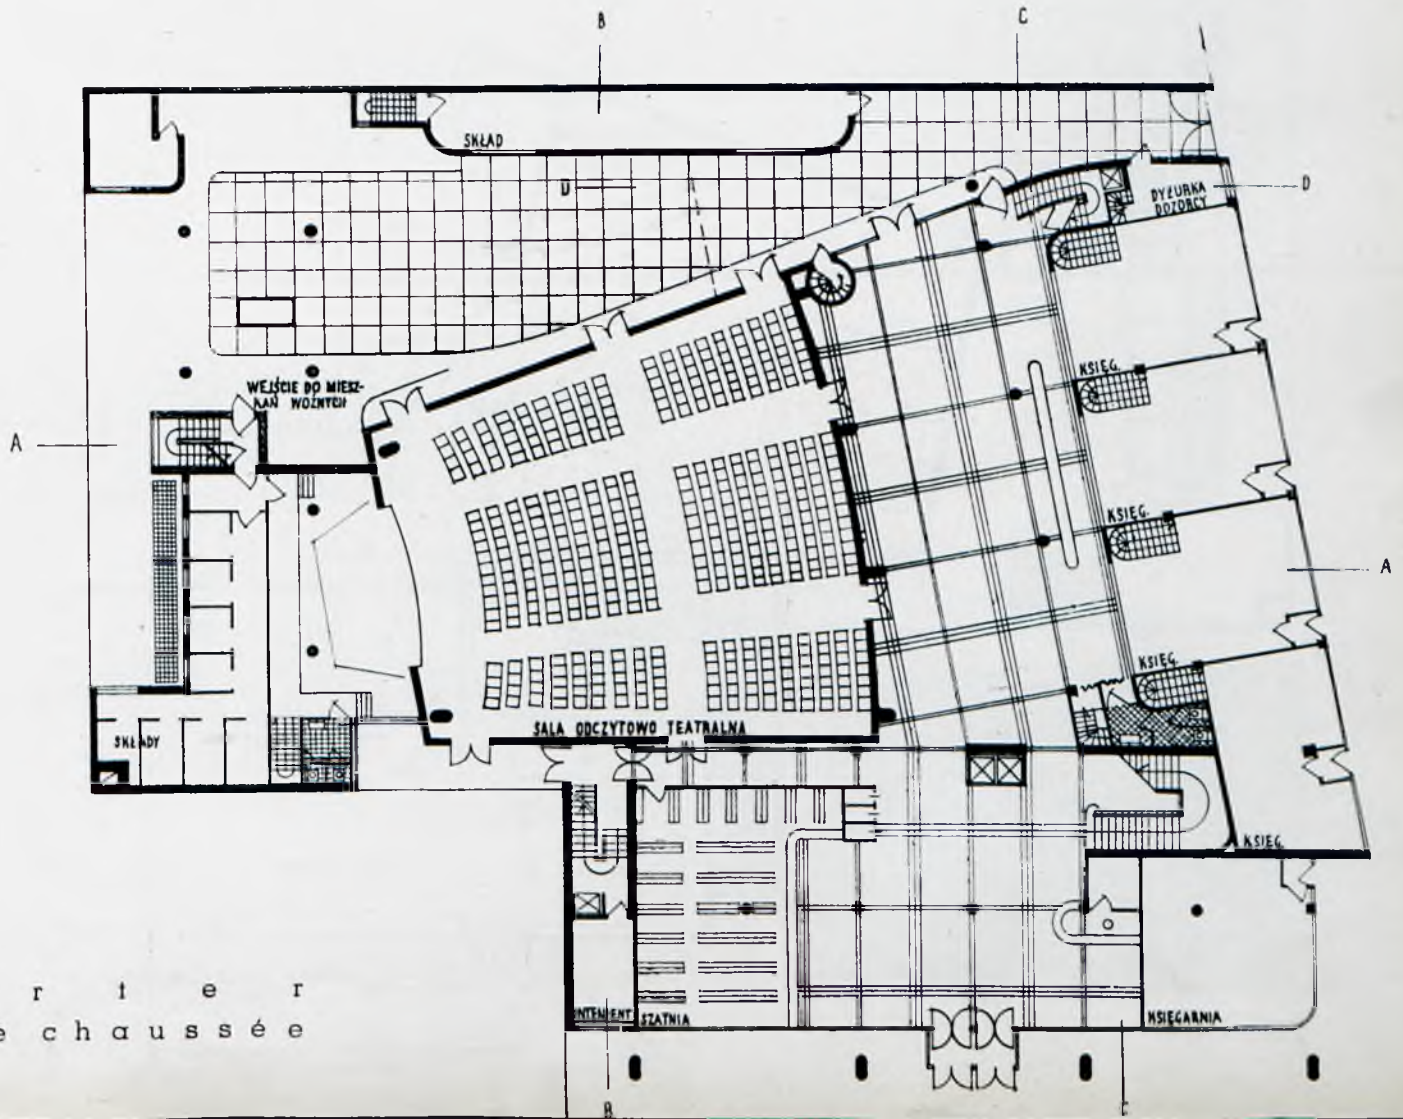 B
C
SKŁAD
D
D
DYŻURKA
DOZORCY
WEJŚCIE DO MIESZ-
KAŃ WOŹNYCH
KSIĘG.
A
KSIĘG.
A
KSIĘG.
SALA ODCZYTOWO TEATRALNA
SKŁADY
KSIĘG.
INTENDENT
SZATNIA
KSIĘGARNIA
r t e r
e chaussée
B
C